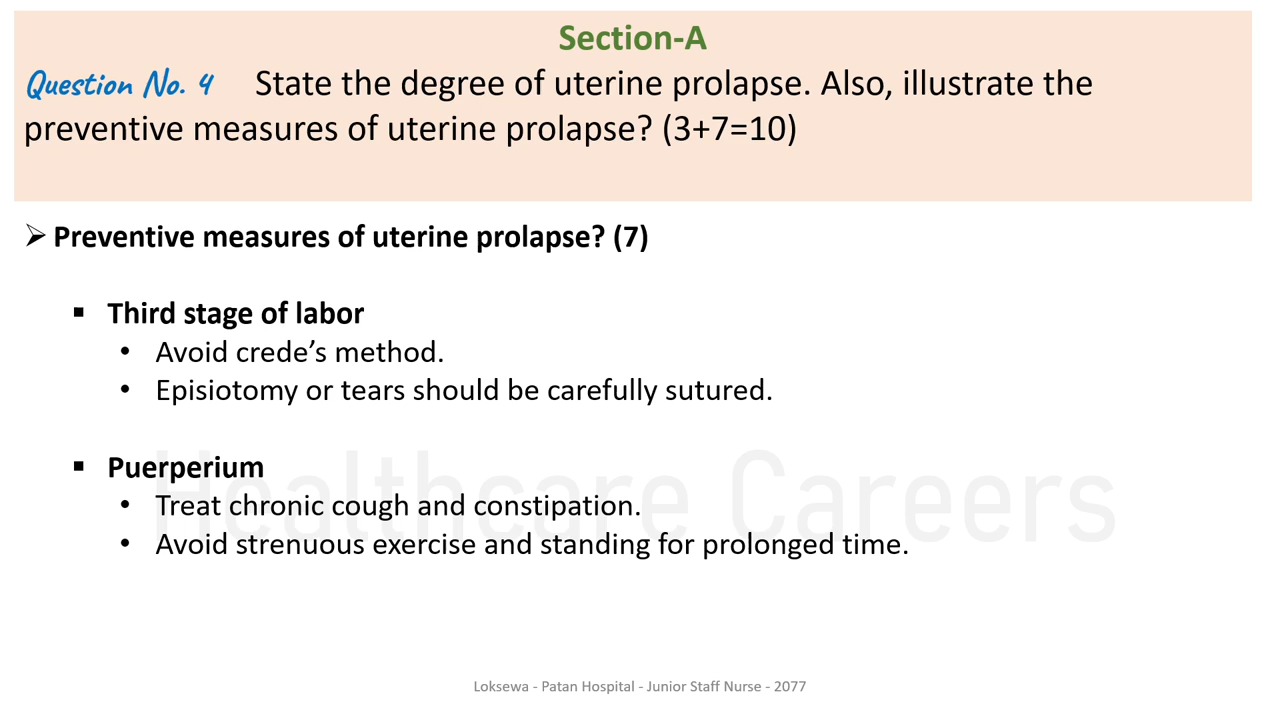 Section-A
Question No. 4 State the degree of uterine prolapse. Also, illustrate the
preventive measures of uterine prolapse? (3+7=10)
➢ Preventive measures of uterine prolapse? (7)
▪ Third stage of labor
• Avoid crede’s method.
• Episiotomy or tears should be carefully sutured.
Healthcare Careers
▪ Puerperium
• Treat chronic cough and constipation.
• Avoid strenuous exercise and standing for prolonged time.
Loksewa - Patan Hospital - Junior Staff Nurse - 2077